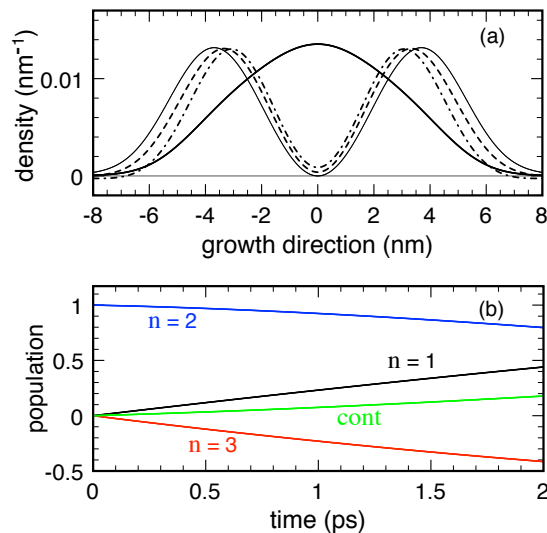 (a)
density (nm⁻¹)
0.01
0
-8 -6 -4 -2 0 2 4 6 8
growth direction (nm)
(b)
population
1
0.5
0
-0.5
n = 2
n = 1
cont
n = 3
0 0.5 1 1.5 2
time (ps)